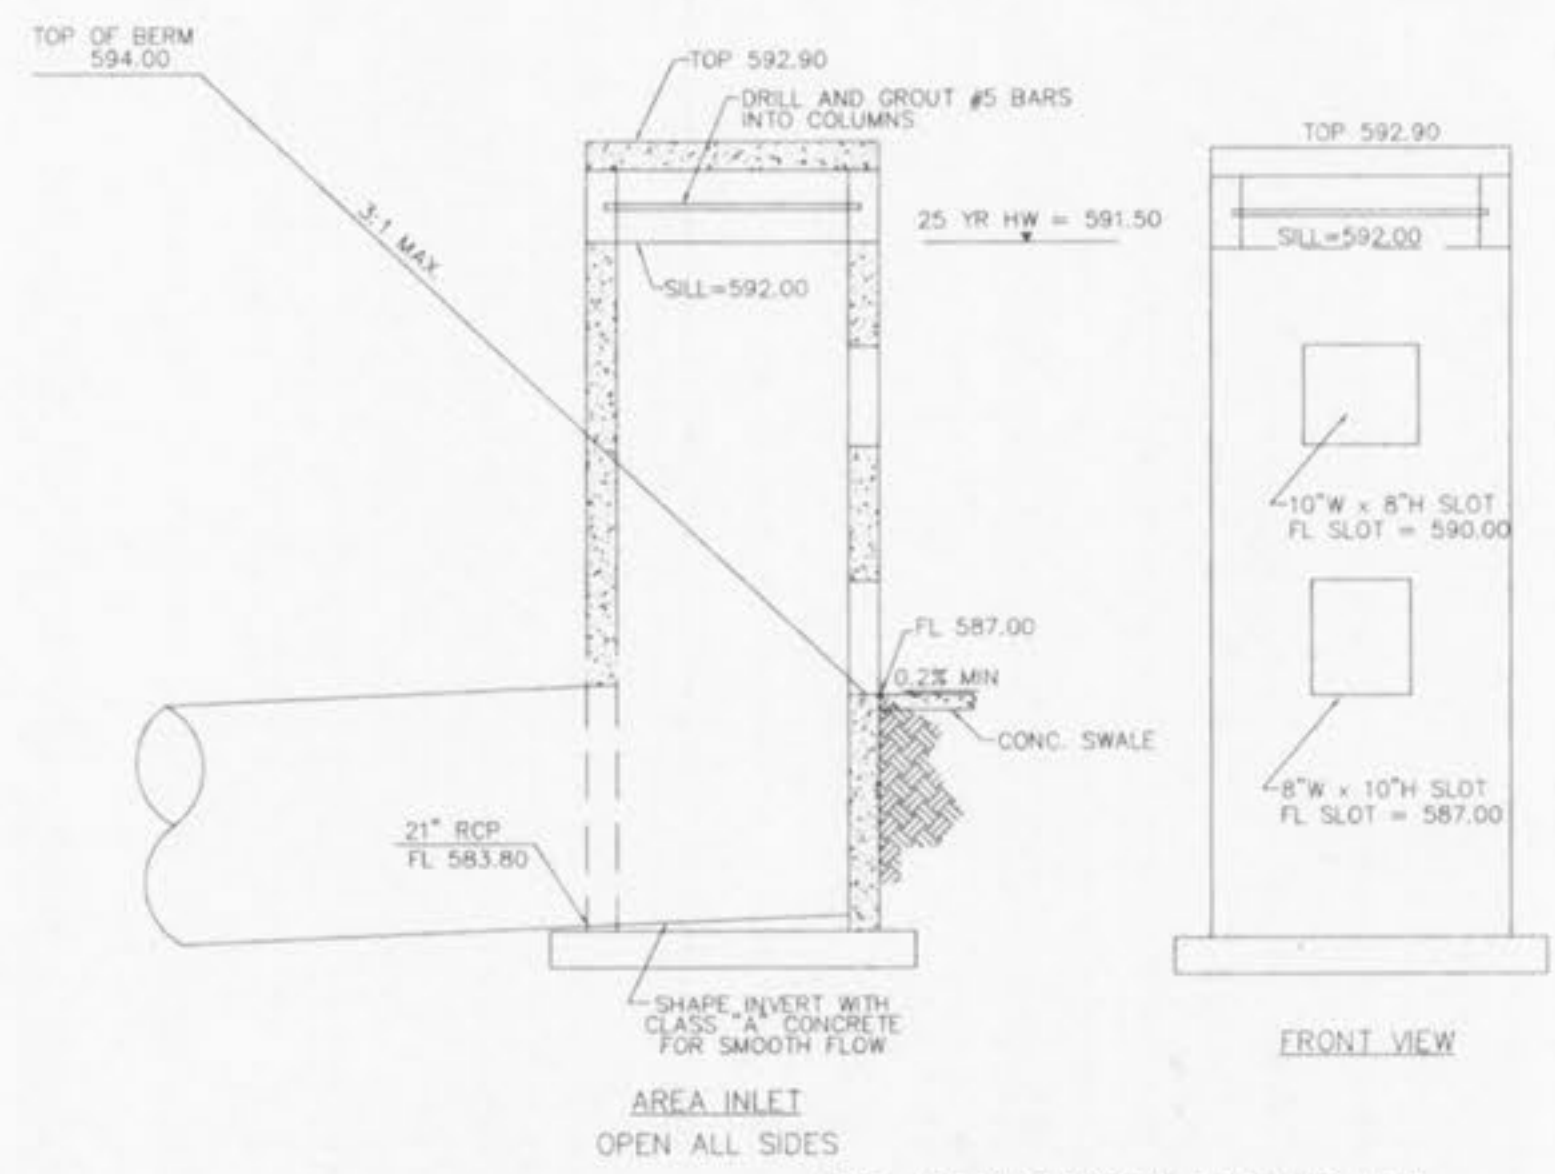 TOP OF BERM
594.00
TOP 592.90
DRILL AND GROUT #5 BARS
INTO COLUMNS
3:1 MAX.
25 YR HW = 591.50
SILL=592.00
FL 587.00
0.2% MIN
CONC. SWALE
21" RCP
FL 583.80
SHAPE INVERT WITH
CLASS "A" CONCRETE
FOR SMOOTH FLOW
AREA INLET
OPEN ALL SIDES
TOP 592.90
SILL=592.00
10"W x 8"H SLOT
FL SLOT = 590.00
8"W x 10"H SLOT
FL SLOT = 587.00
FRONT VIEW